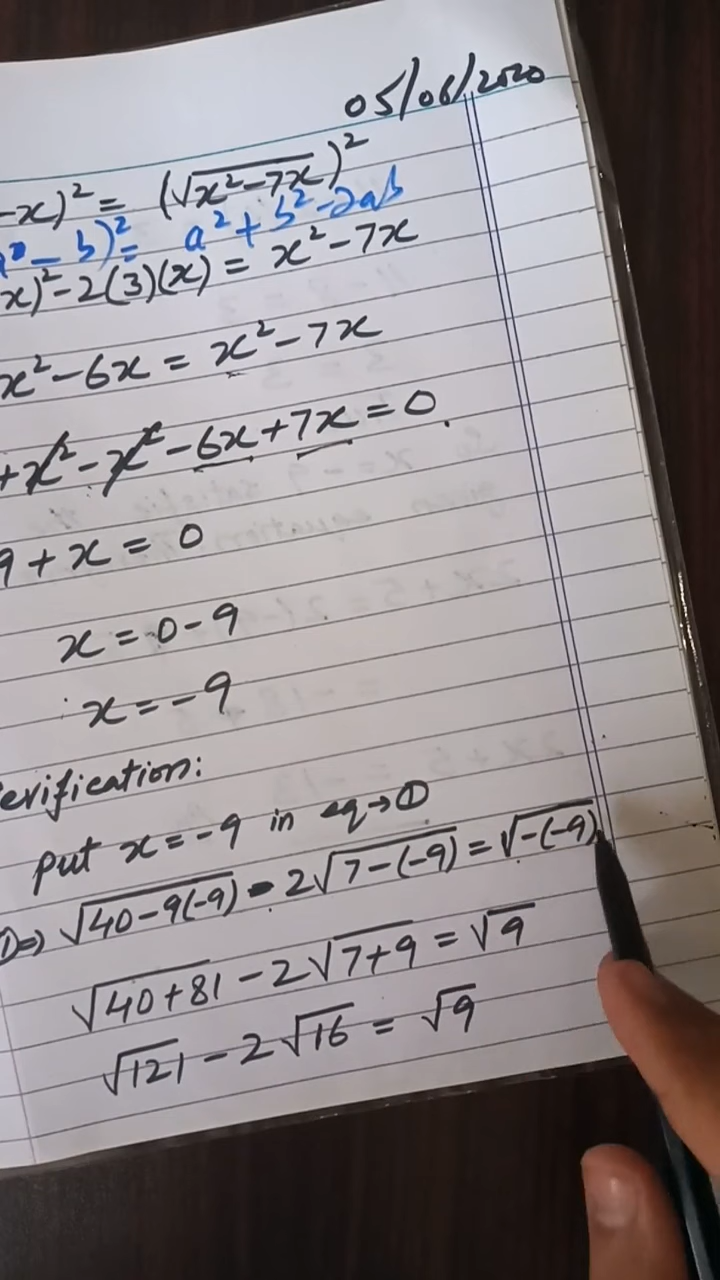 05/06/2020
-x)² = (√(x²-7x))²
- b)² = a² + b² - 2ab
x)² - 2(3)(x) = x² - 7x
x² - 6x = x² - 7x
+x² - x² - 6x + 7x = 0
9 + x = 0
x = 0 - 9
x = -9
erification:
put x = -9 in eq → ①
①⇒ √(40-9(-9)) - 2√(7-(-9)) = √(-(-9))
√(40+81) - 2√(7+9) = √9
√121 - 2√16 = √9